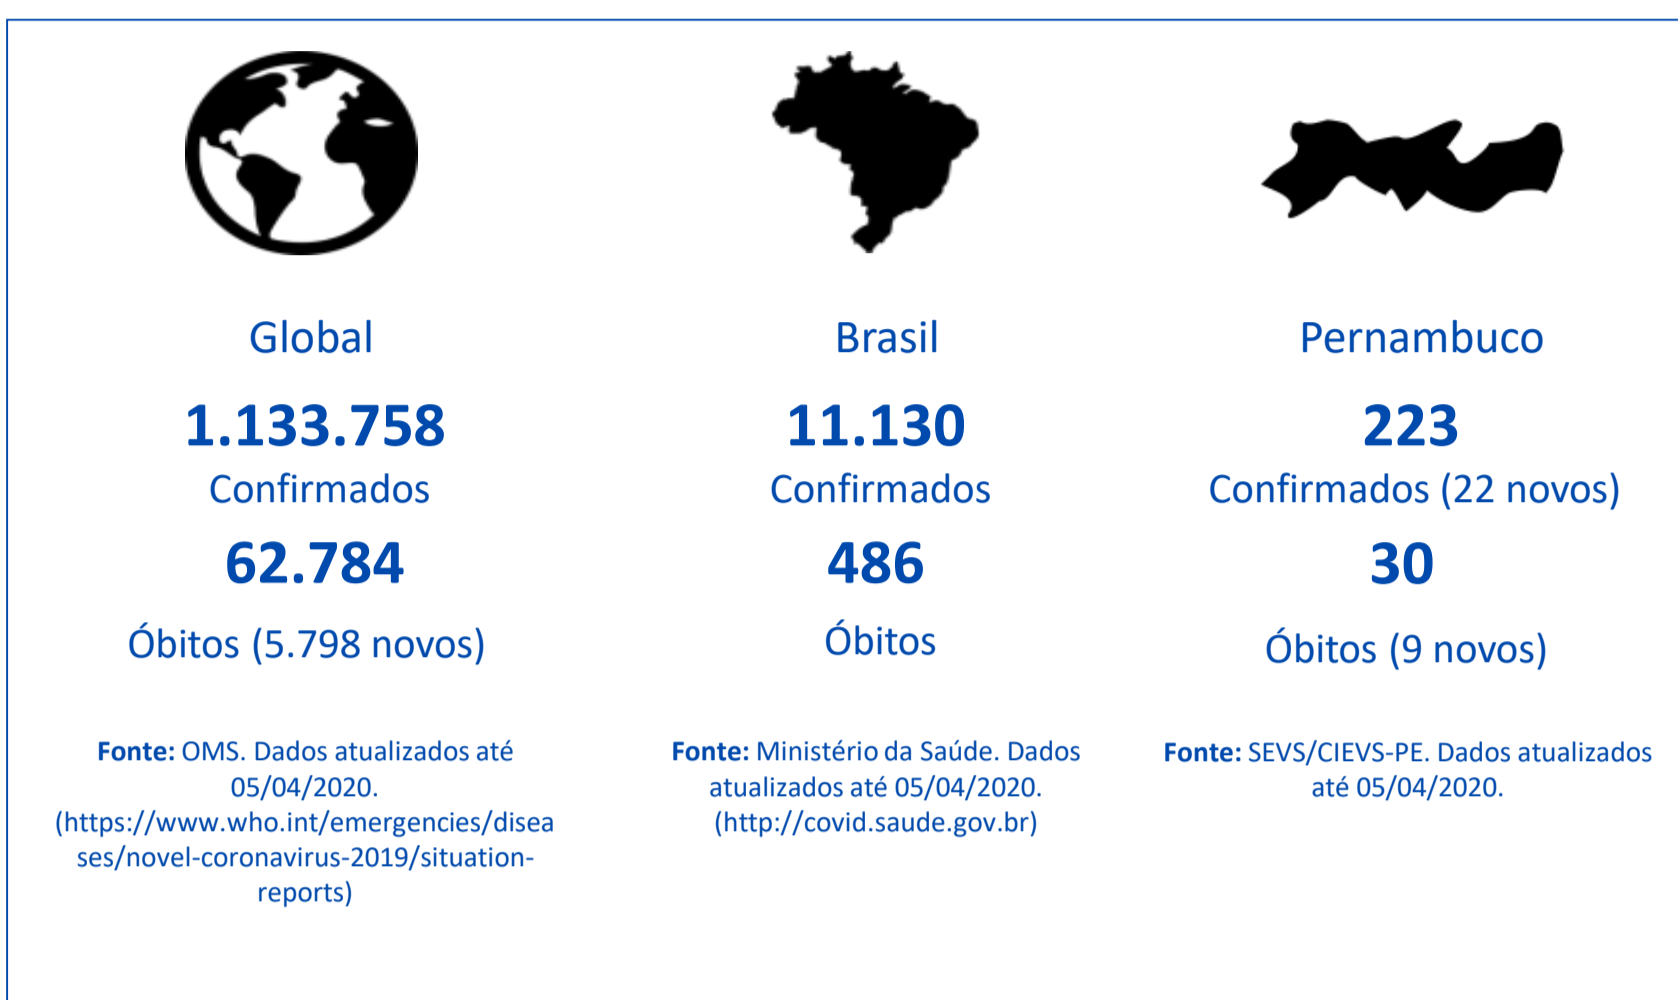 Global
1.133.758
Confirmados
62.784
Óbitos (5.798 novos)
Fonte: OMS. Dados atualizados até
05/04/2020.
(https://www.who.int/emergencies/disea
ses/novel-coronavirus-2019/situation-
reports)
Brasil
11.130
Confirmados
486
Óbitos
Fonte: Ministério da Saúde. Dados
atualizados até 05/04/2020.
(http://covid.saude.gov.br)
Pernambuco
223
Confirmados (22 novos)
30
Óbitos (9 novos)
Fonte: SEVS/CIEVS-PE. Dados atualizados
até 05/04/2020.